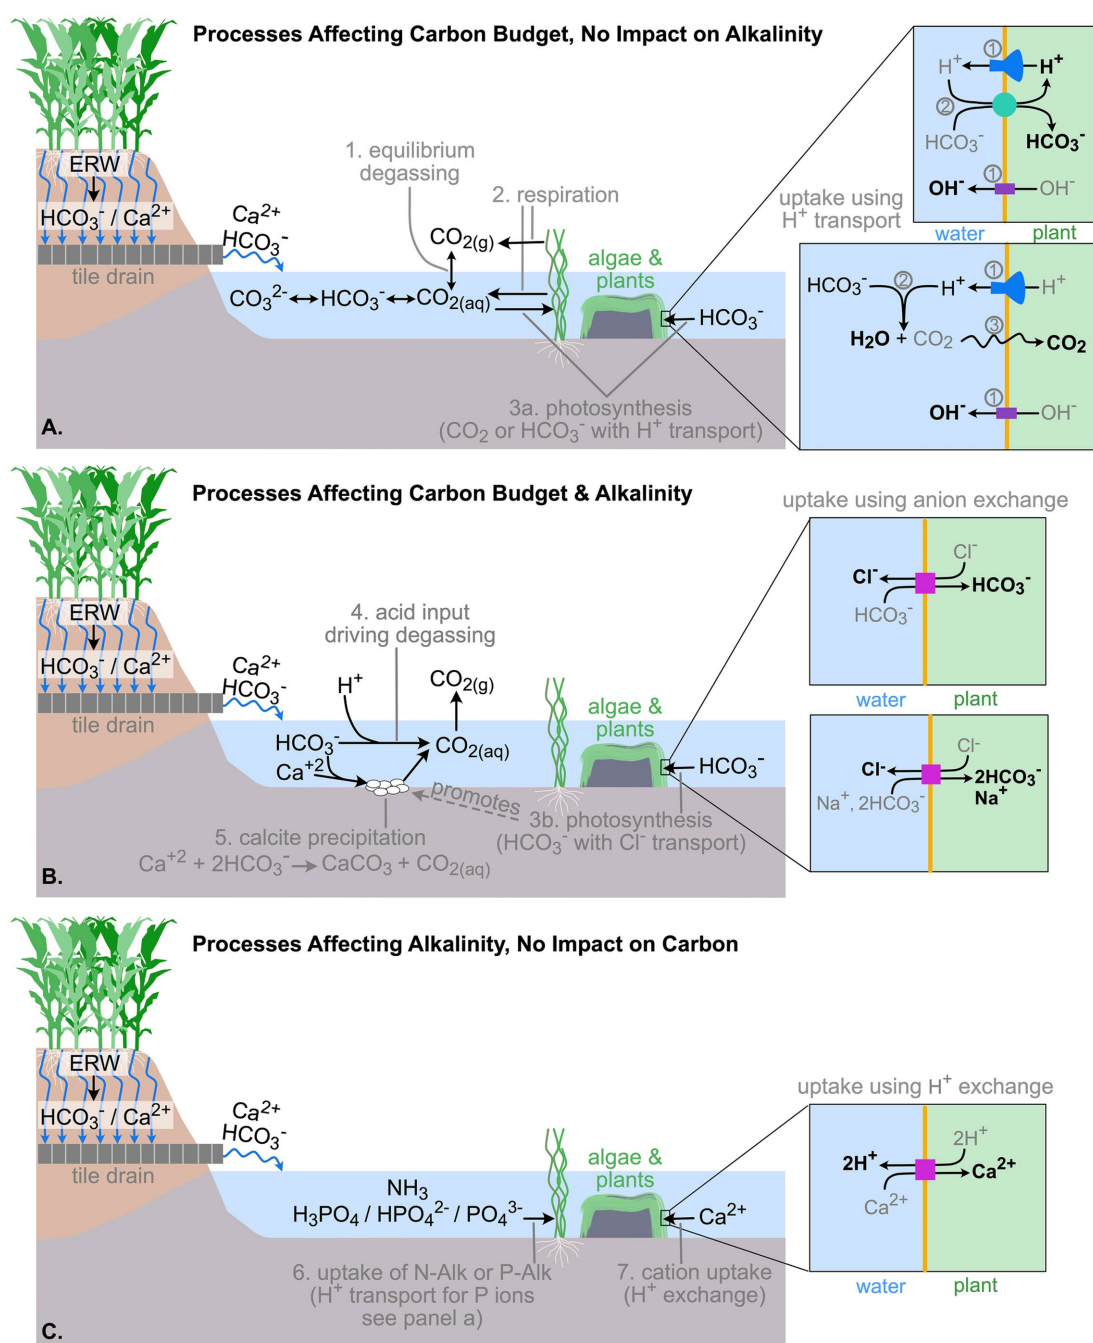 Processes Affecting Carbon Budget, No Impact on Alkalinity
ERW
HCO₃⁻ / Ca²⁺
tile drain
Ca²⁺
HCO₃⁻
1. equilibrium
degassing
2. respiration
CO₂(g)
CO₃²⁻
HCO₃⁻
CO₂(aq)
algae &
plants
HCO₃⁻
3a. photosynthesis
(CO₂ or HCO₃⁻ with H⁺ transport)
A.
uptake using
H⁺ transport
H⁺
1
H⁺
2
HCO₃⁻
HCO₃⁻
1
OH⁻
OH⁻
water
plant
HCO₃⁻
2
H⁺
1
H⁺
H₂O + CO₂
3
CO₂
1
OH⁻
OH⁻
Processes Affecting Carbon Budget & Alkalinity
ERW
HCO₃⁻ / Ca²⁺
tile drain
Ca²⁺
HCO₃⁻
4. acid input
driving degassing
H⁺
CO₂(g)
HCO₃⁻
CO₂(aq)
Ca⁺²
algae &
plants
HCO₃⁻
promotes
3b. photosynthesis
(HCO₃⁻ with Cl⁻ transport)
5. calcite precipitation
Ca⁺² + 2HCO₃⁻ → CaCO₃ + CO₂(aq)
B.
uptake using anion exchange
Cl⁻
Cl⁻
HCO₃⁻
HCO₃⁻
water
plant
Cl⁻
Cl⁻
2HCO₃⁻
Na⁺
Na⁺, 2HCO₃⁻
Processes Affecting Alkalinity, No Impact on Carbon
ERW
HCO₃⁻ / Ca²⁺
tile drain
Ca²⁺
HCO₃⁻
NH₃
H₃PO₄ / HPO₄²⁻ / PO₄³⁻
algae &
plants
Ca²⁺
6. uptake of N-Alk or P-Alk
(H⁺ transport for P ions
see panel a)
7. cation uptake
(H⁺ exchange)
C.
uptake using H⁺ exchange
2H⁺
2H⁺
Ca²⁺
Ca²⁺
water
plant